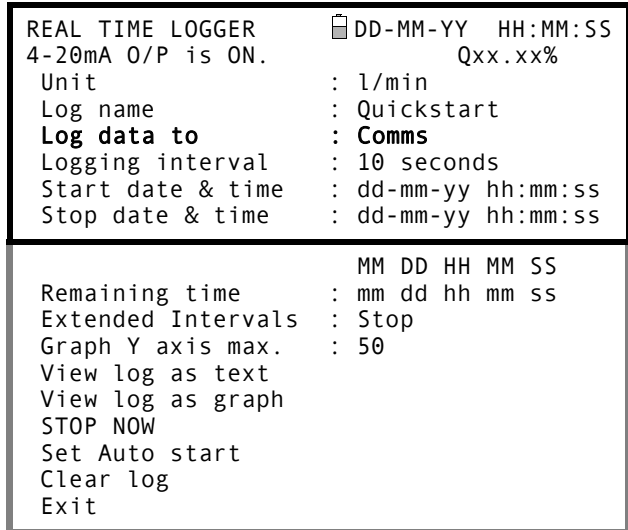 REAL TIME LOGGER DD-MM-YY HH:MM:SS
4-20mA O/P is ON. Qxx.xx%
Unit : l/min
Log name : Quickstart
Log data to : Comms
Logging interval : 10 seconds
Start date & time : dd-mm-yy hh:mm:ss
Stop date & time : dd-mm-yy hh:mm:ss
MM DD HH MM SS
Remaining time : mm dd hh mm ss
Extended Intervals : Stop
Graph Y axis max. : 50
View log as text
View log as graph
STOP NOW
Set Auto start
Clear log
Exit